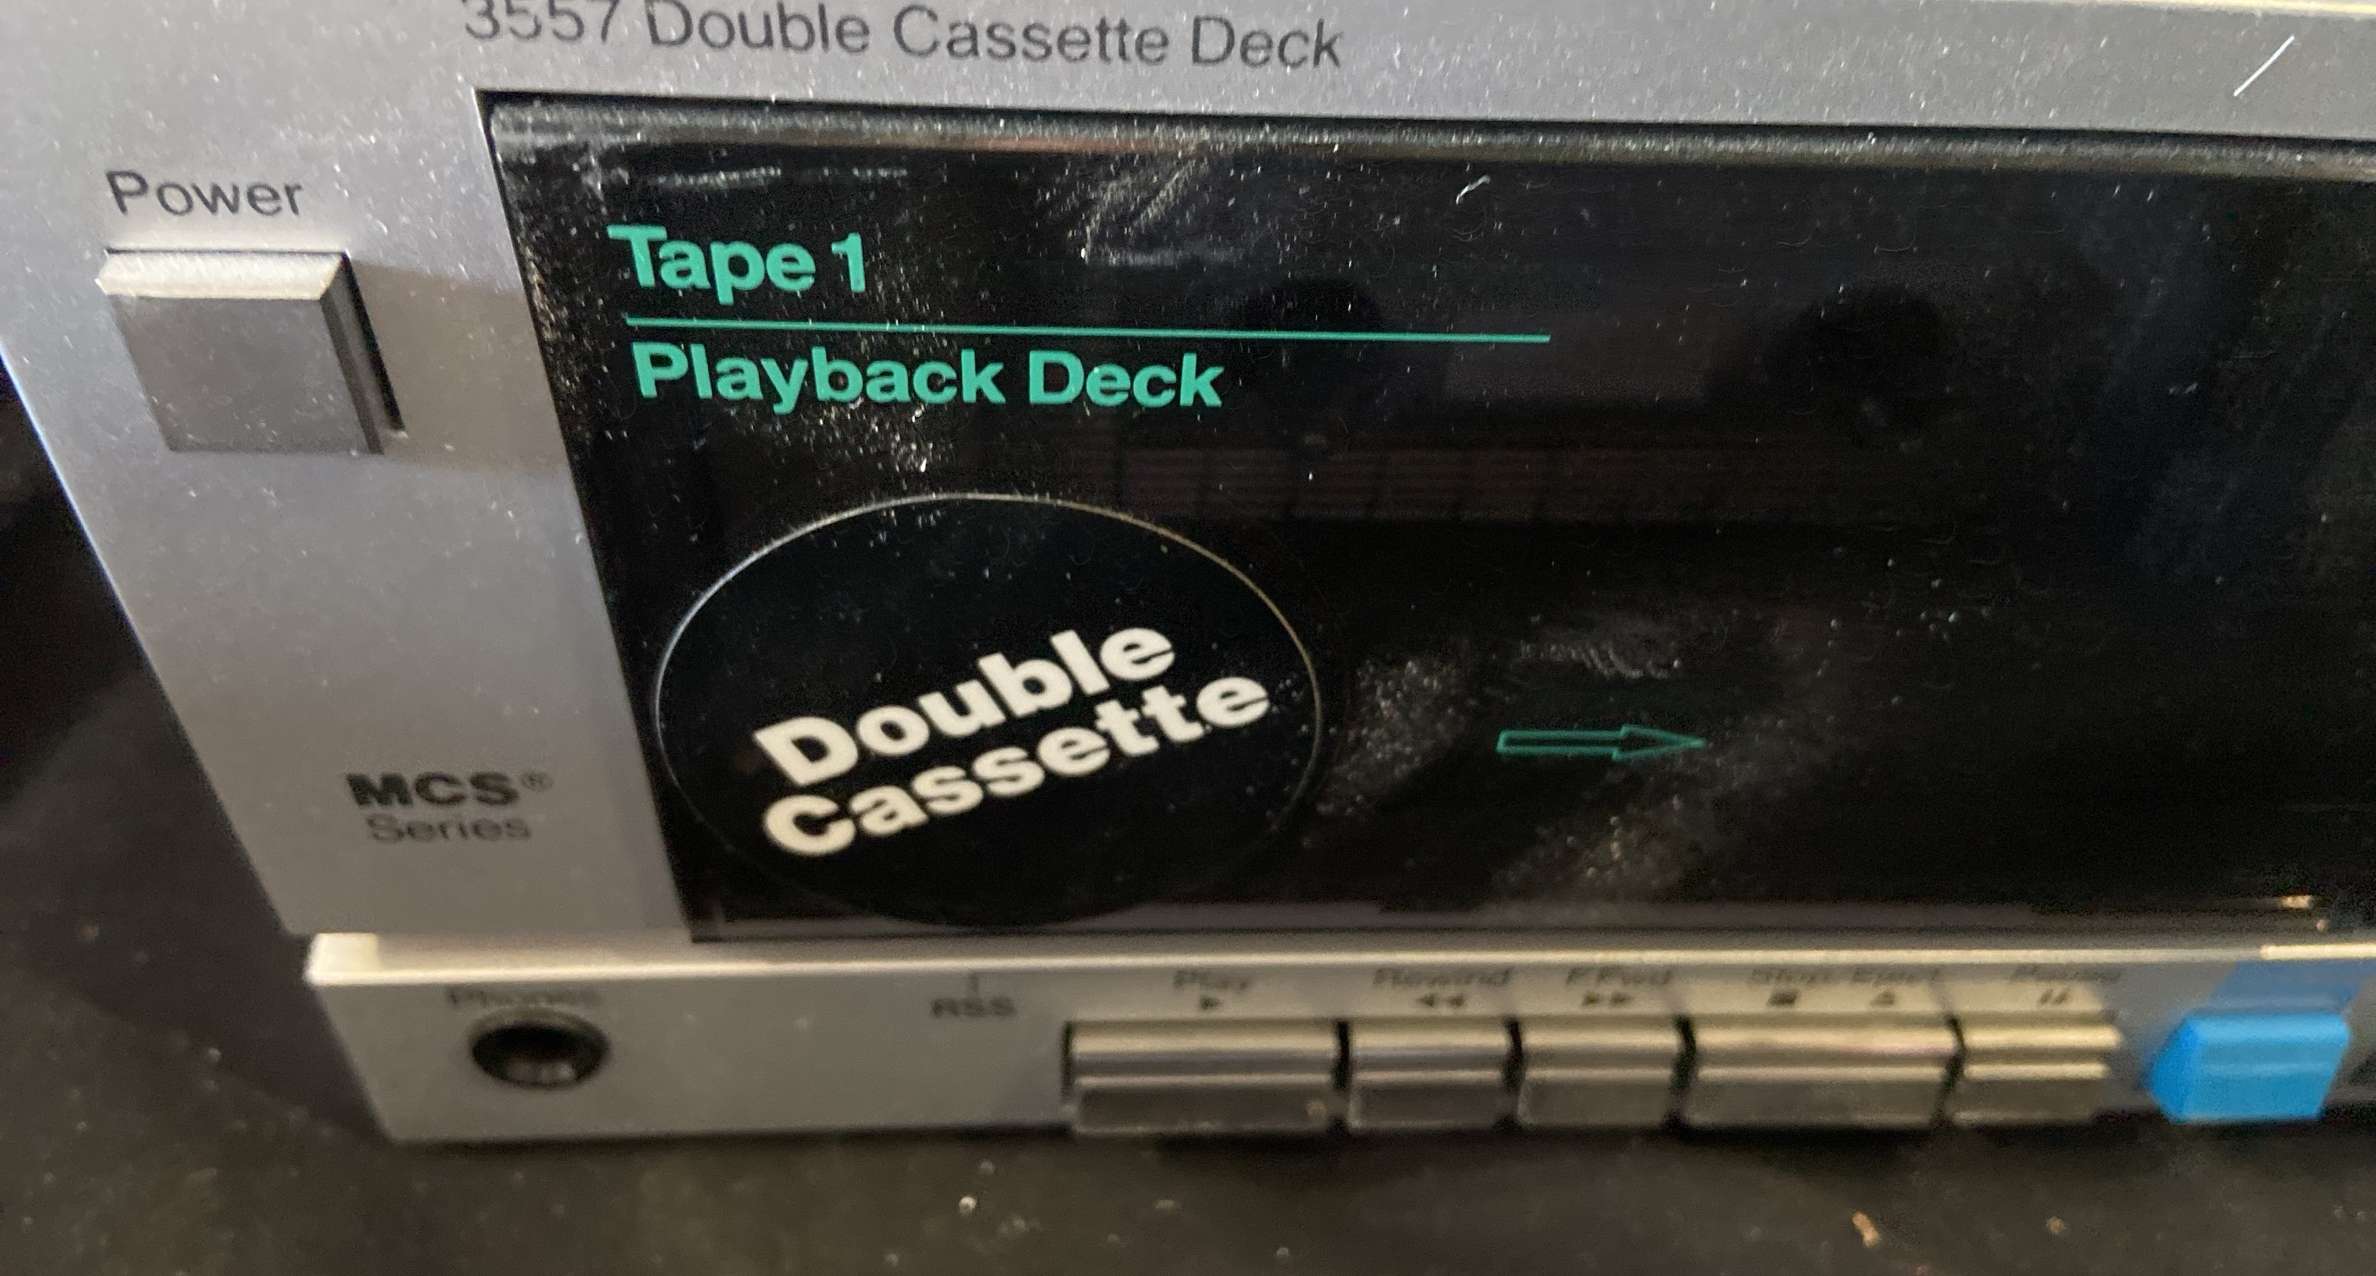 3557 Double Cassette Deck
Power
Tape 1
Playback Deck
Double
Cassette
MCS®
Series
Phones
RSS
Play
Rewind
F.Fwd
Stop Eject
Pause